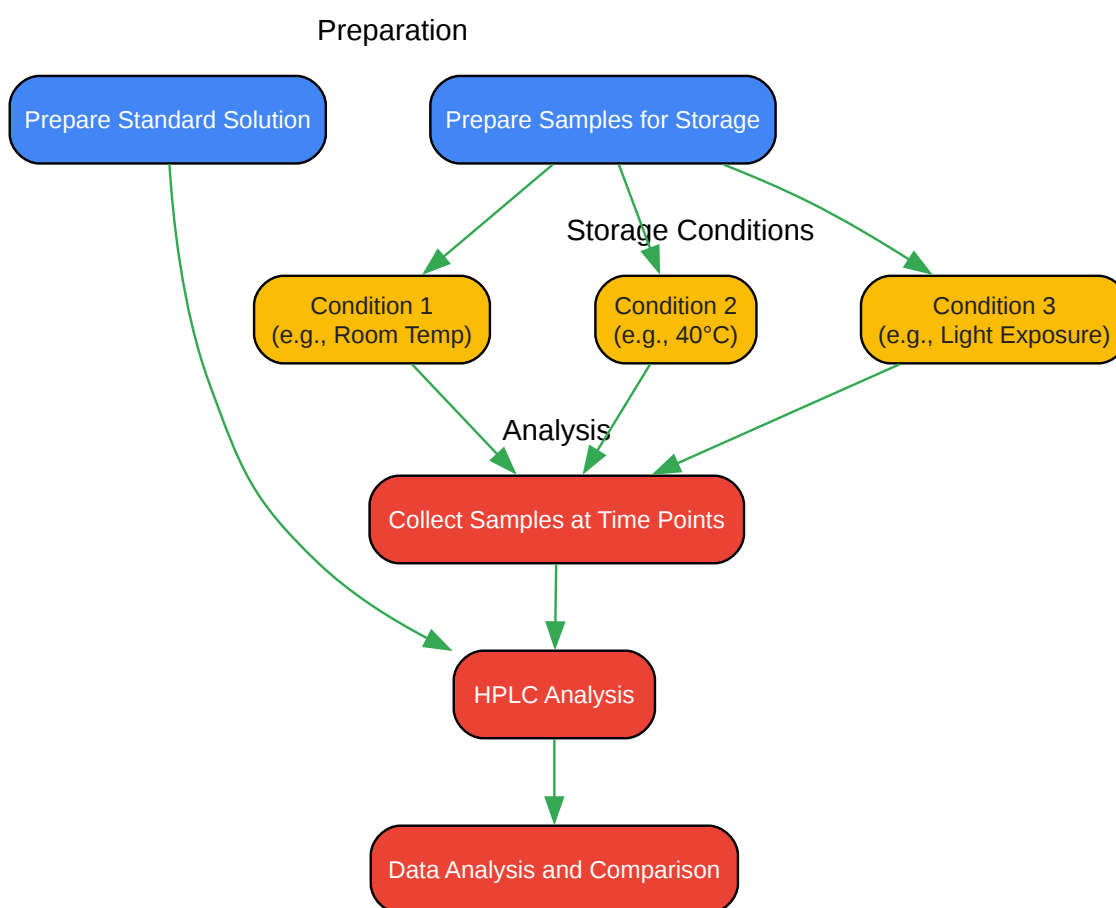 Preparation
Prepare Standard Solution
Prepare Samples for Storage
Storage Conditions
Condition 1
(e.g., Room Temp)
Condition 2
(e.g., 40°C)
Condition 3
(e.g., Light Exposure)
Analysis
Collect Samples at Time Points
HPLC Analysis
Data Analysis and Comparison